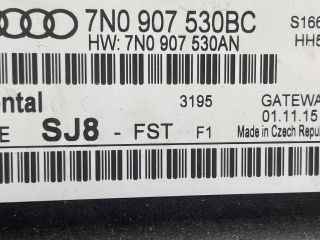 7N0 907 530BC
S166
HW: 7N0 907 530AN
HH5
ental
3195
GATEWA
01.11.15
E SJ8 - FST F1
Made in Czech Republ